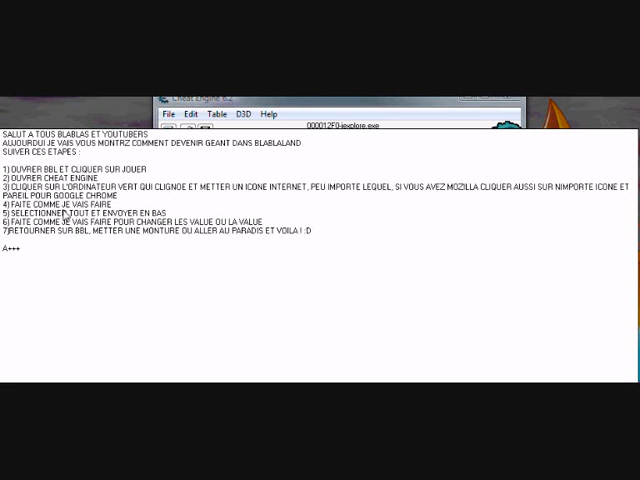 Cheat Engine 6.2
File Edit Table D3D Help
000012F0-iexplore.exe
SALUT A TOUS BLABLAS ET YOUTUBERS
AUJOURDUI JE VAIS VOUS MONTRZ COMMENT DEVENIR GEANT DANS BLABLALAND
SUIVER CES ETAPES :
1) OUVRER BBL ET CLIQUER SUR JOUER
2) OUVRER CHEAT ENGINE
3) CLIQUER SUR L'ORDINATEUR VERT QUI CLIGNOE ET METTER UN ICONE INTERNET, PEU IMPORTE LEQUEL, SI VOUS AVEZ MOZILLA CLIQUER AUSSI SUR NIMPORTE ICONE ET
PAREIL POUR GOOGLE CHROME
4) FAITE COMME JE VAIS FAIRE
5) SELECTIONNER TOUT ET ENVOYER EN BAS
6) FAITE COMME JE VAIS FAIRE POUR CHANGER LES VALUE OU LA VALUE
7)RETOURNER SUR BBL, METTER UNE MONTURE OU ALLER AU PARADIS ET VOILA ! :D
A+++